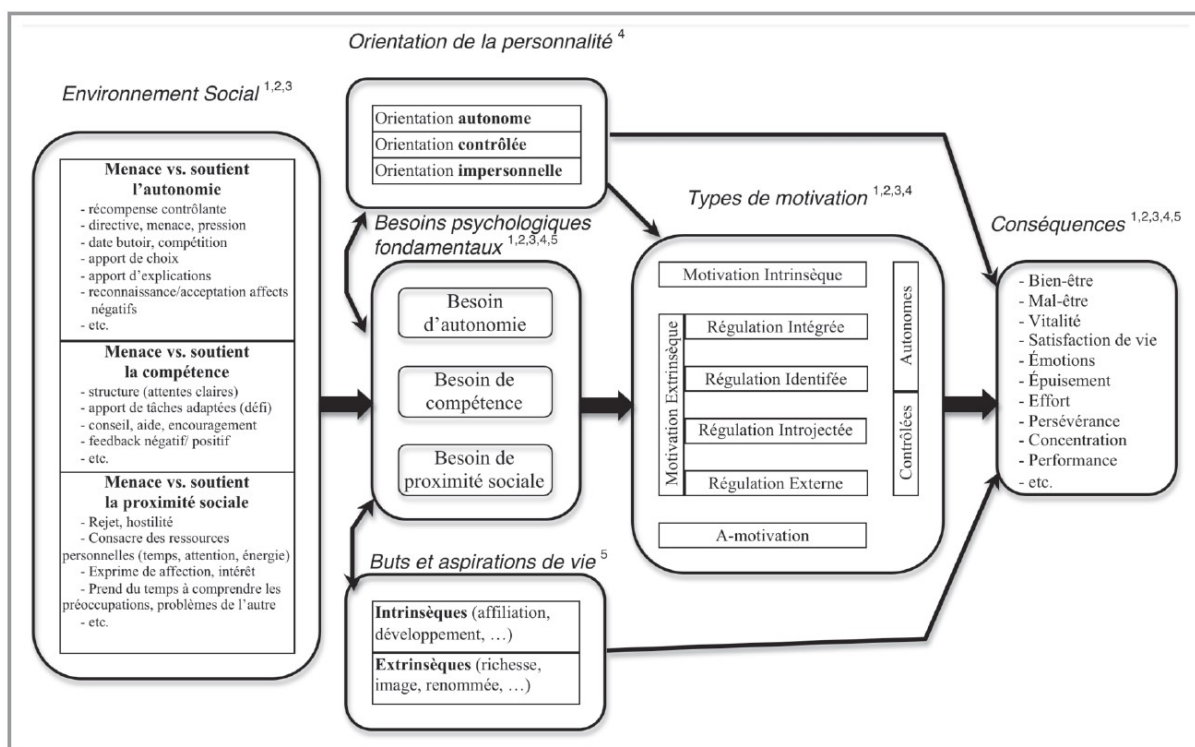 Orientation de la personnalité 4
Environnement Social 1,2,3
Menace vs. soutient
l'autonomie
- récompense contrôlante
- directive, menace, pression
- date butoir, compétition
- apport de choix
- apport d'explications
- reconnaissance/acceptation affects
négatifs
- etc.
Menace vs. soutient
la compétence
- structure (attentes claires)
- apport de tâches adaptées (défi)
- conseil, aide, encouragement
- feedback négatif/ positif
- etc.
Menace vs. soutient
la proximité sociale
- Rejet, hostilité
- Consacre des ressources
personnelles (temps, attention, énergie)
- Exprime de affection, intérêt
- Prend du temps à comprendre les
préoccupations, problèmes de l'autre
- etc.
Orientation autonome
Orientation contrôlée
Orientation impersonnelle
Besoins psychologiques
fondamentaux 1,2,3,4,5
Besoin
d'autonomie
Besoin de
compétence
Besoin de
proximité sociale
Buts et aspirations de vie 5
Intrinsèques (affiliation,
développement, …)
Extrinsèques (richesse,
image, renommée, …)
Types de motivation 1,2,3,4
Motivation Intrinsèque
Motivation Extrinsèque
Régulation Intégrée
Régulation Identifée
Régulation Introjectée
Régulation Externe
A-motivation
Autonomes
Contrôlées
Conséquences 1,2,3,4,5
- Bien-être
- Mal-être
- Vitalité
- Satisfaction de vie
- Émotions
- Épuisement
- Effort
- Persévérance
- Concentration
- Performance
- etc.